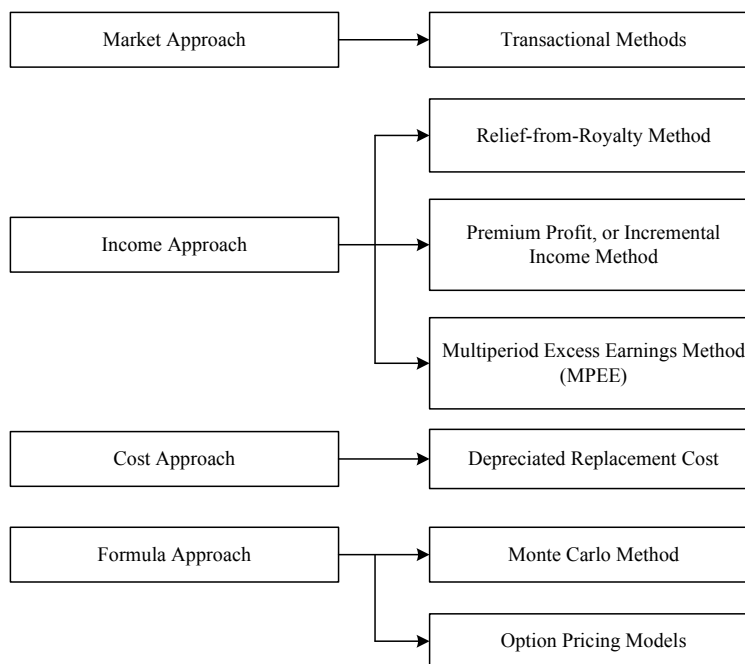 Market Approach
Transactional Methods
Relief-from-Royalty Method
Income Approach
Premium Profit, or Incremental
Income Method
Multiperiod Excess Earnings Method
(MPEE)
Cost Approach
Depreciated Replacement Cost
Formula Approach
Monte Carlo Method
Option Pricing Models